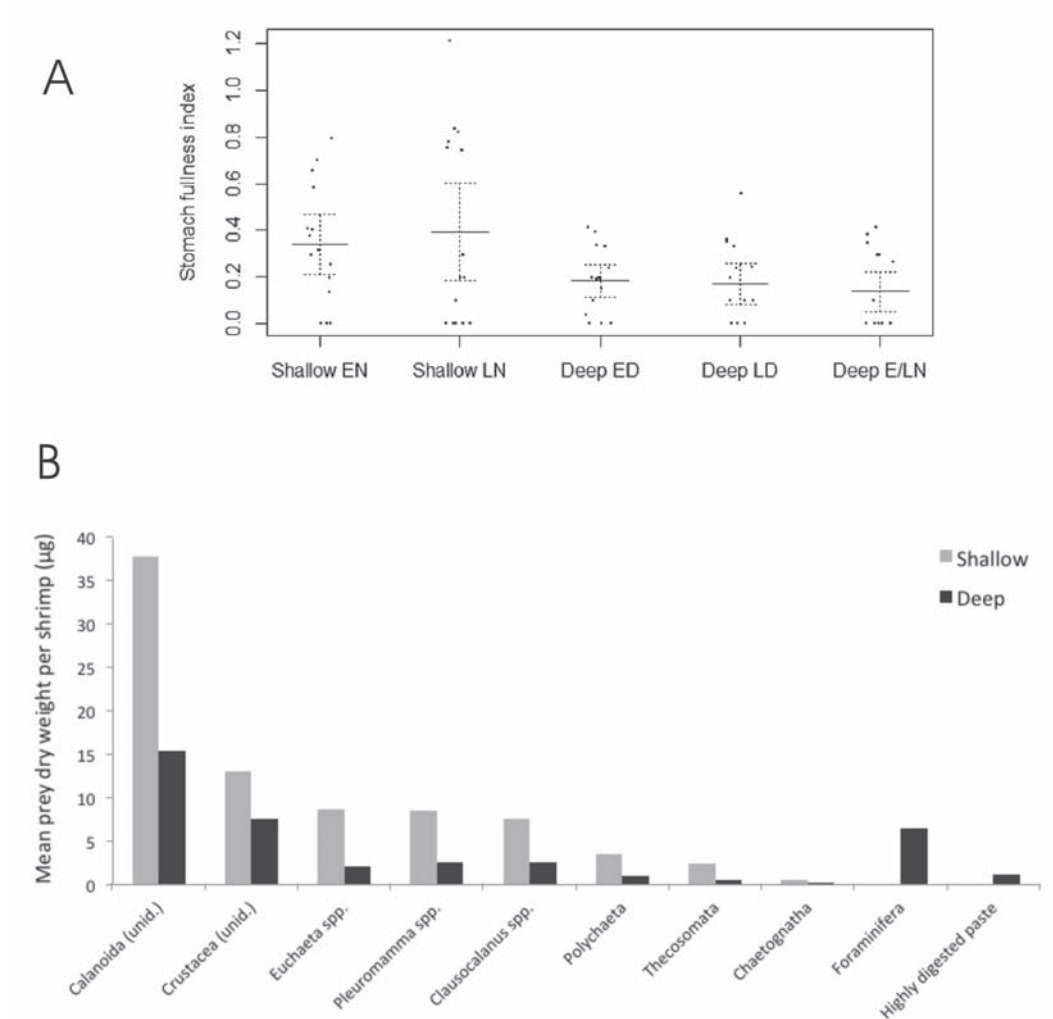 A
Stomach fullness index
1.2
1.0
0.8
0.6
0.4
0.2
0.0
Shallow EN
Shallow LN
Deep ED
Deep LD
Deep E/LN
B
Mean prey dry weight per shrimp (µg)
40
35
30
25
20
15
10
5
0
Shallow
Deep
Calanoida (unid.)
Crustacea (unid.)
Euchaeta spp.
Pleuromamma spp.
Clausocalanus spp.
Polychaeta
Thecosomata
Chaetognatha
Foraminifera
Highly digested paste